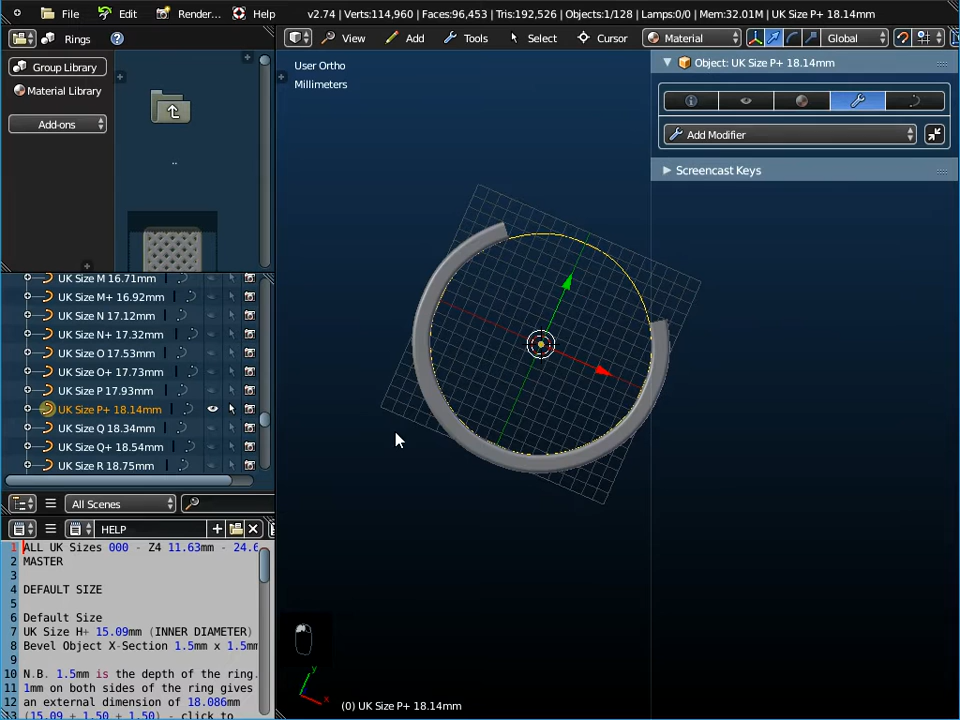 File Edit Render... Help v2.74 | Verts:114,960 | Faces:96,453 | Tris:192,526 | Objects:1/128 | Lamps:0/0 | Mem:32.01M | UK Size P+ 18.14mm
Rings View Add Tools Select Cursor Material Global
Group Library
Material Library
Add-ons
..
User Ortho
Millimeters
Object: UK Size P+ 18.14mm
Add Modifier
Screencast Keys
UK Size M 16.71mm
UK Size M+ 16.92mm
UK Size N 17.12mm
UK Size N+ 17.32mm
UK Size O 17.53mm
UK Size O+ 17.73mm
UK Size P 17.93mm
UK Size P+ 18.14mm
UK Size Q 18.34mm
UK Size Q+ 18.54mm
UK Size R 18.75mm
All Scenes
HELP
1 ALL UK Sizes 000 - Z4 11.63mm - 24.6
2 MASTER
3
4 DEFAULT SIZE
5
6 Default Size
7 UK Size H+ 15.09mm (INNER DIAMETER)
8 Bevel Object X-Section 1.5mm x 1.5mm
9
10 N.B. 1.5mm is the depth of the ring.
11 1mm on both sides of the ring gives
12 an external dimension of 18.086mm
13 (15.09 + 1.50 + 1.50) - click to
y
x
(0) UK Size P+ 18.14mm